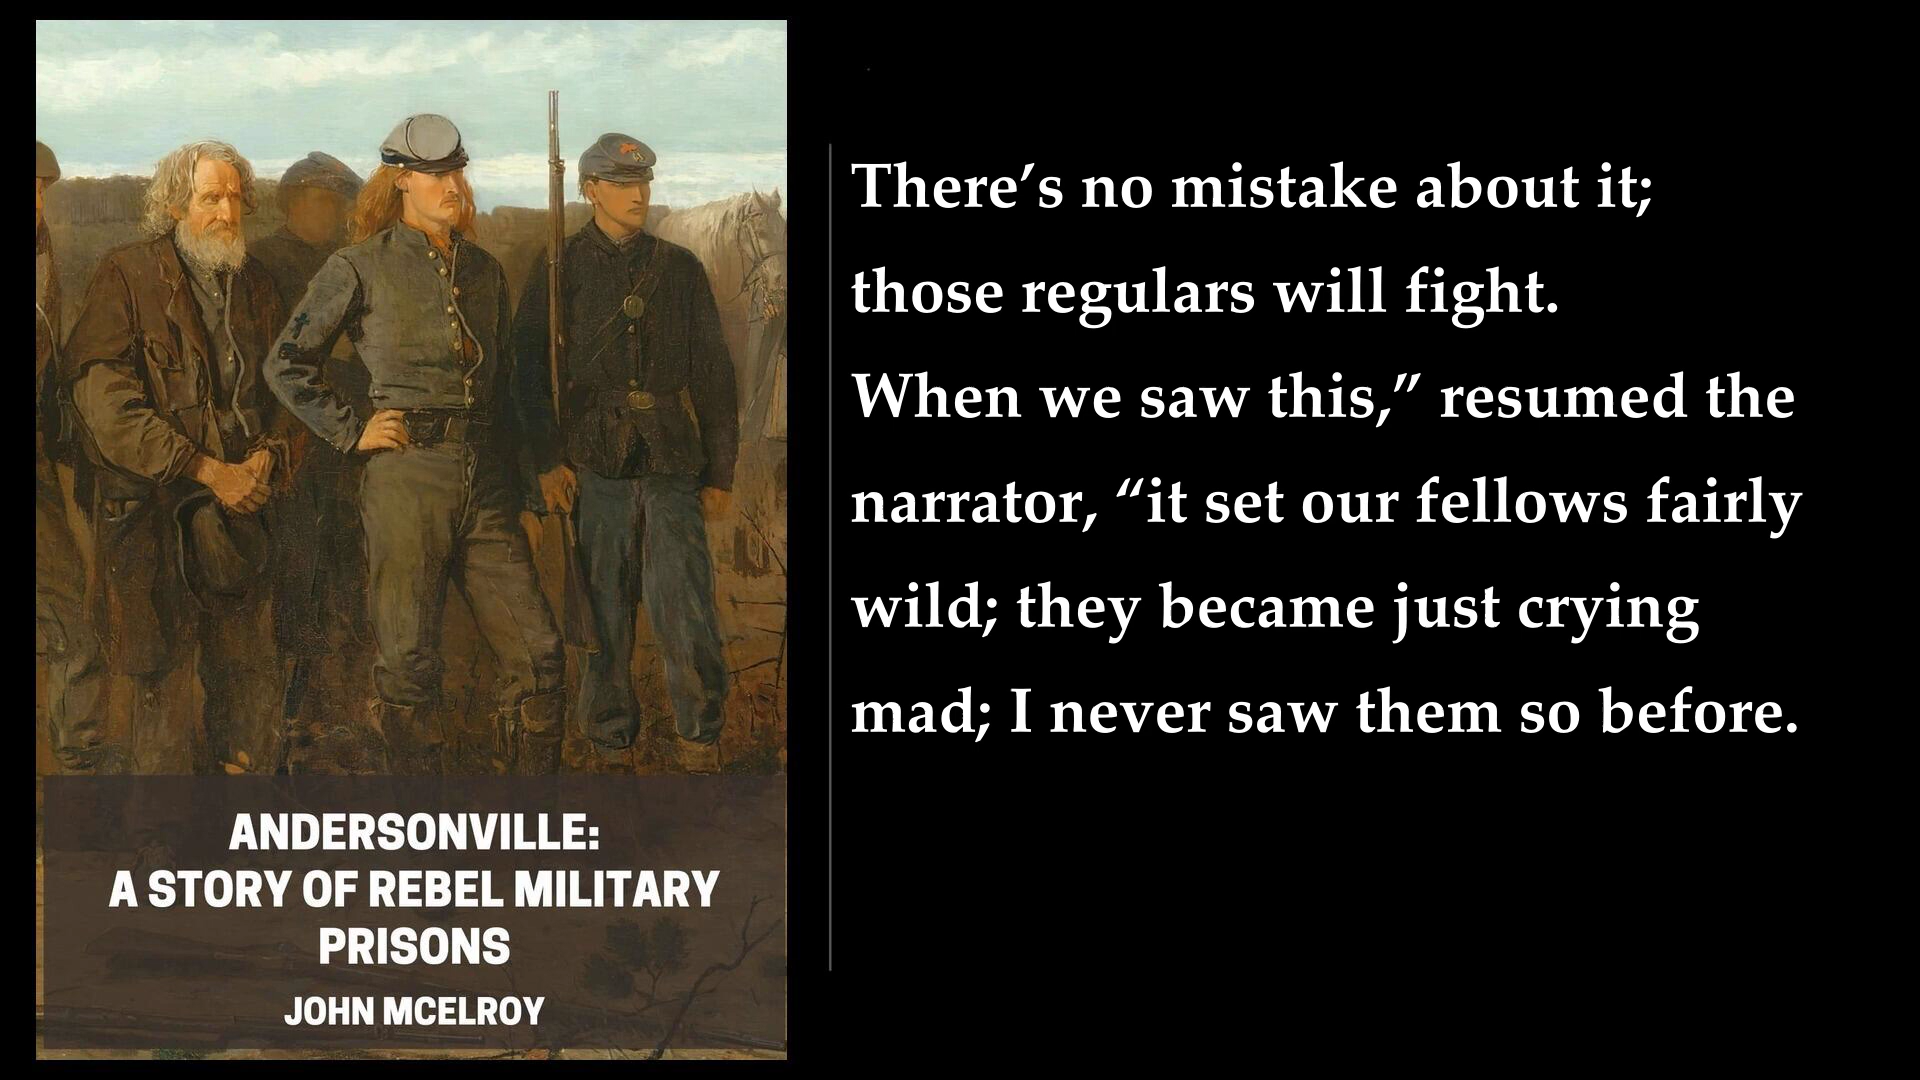 ANDERSONVILLE:
A STORY OF REBEL MILITARY
PRISONS
JOHN MCELROY
There’s no mistake about it;
those regulars will fight.
When we saw this,” resumed the
narrator, “it set our fellows fairly
wild; they became just crying
mad; I never saw them so before.